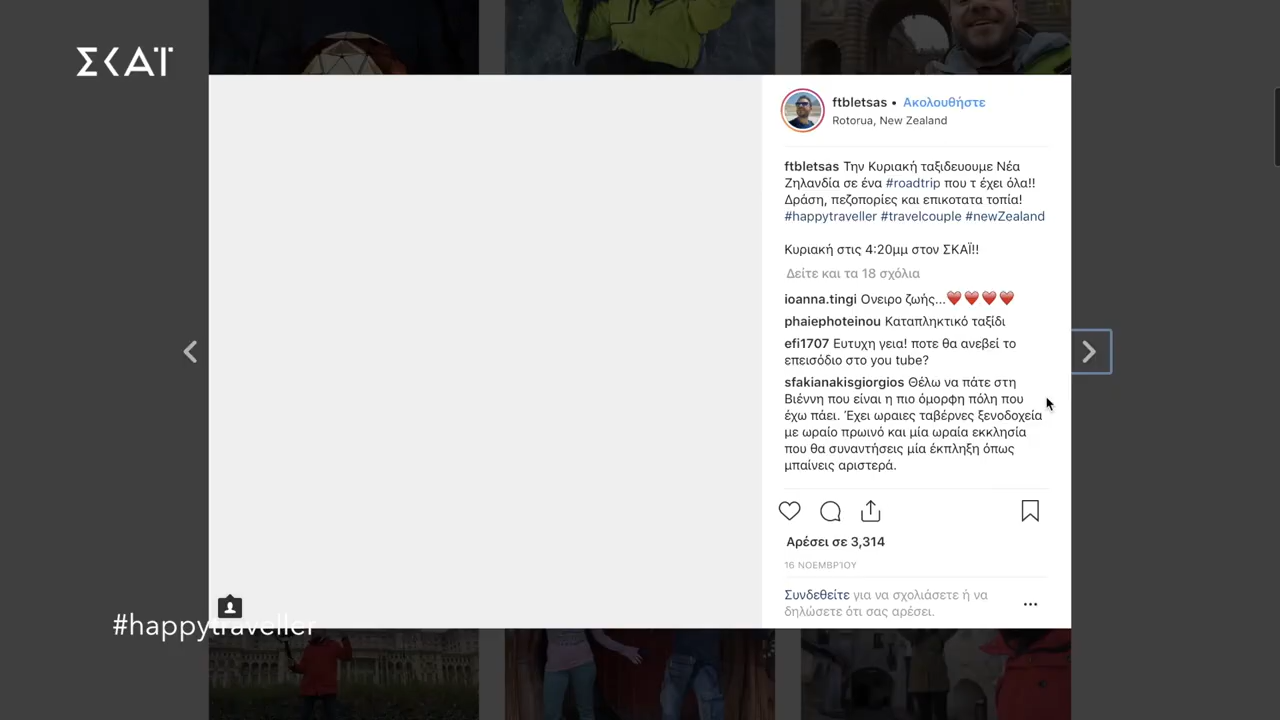 ΣΚΑΪ
ftbletsas • Ακολουθήστε
Rotorua, New Zealand
ftbletsas Την Κυριακή ταξιδευουμε Νέα
Ζηλανδία σε ένα #roadtrip που τ έχει όλα!!
Δράση, πεζοπορίες και επικοτατα τοπία!
#happytraveller #travelcouple #newZealand
Κυριακή στις 4:20μμ στον ΣΚΑΪ!!
Δείτε και τα 18 σχόλια
ioanna.tingi Ονειρο ζωής...❤️❤️❤️❤️
phaiephoteinou Καταπληκτικό ταξίδι
efi1707 Ευτυχη γεια! ποτε θα ανεβεί το
επεισόδιο στο you tube?
sfakianakisgiorgios Θέλω να πάτε στη
Βιέννη που είναι η πιο όμορφη πόλη που
έχω πάει. Έχει ωραιες ταβέρνες ξενοδοχεία
με ωραίο πρωινό και μία ωραία εκκλησία
που θα συναντήσεις μία έκπληξη όπως
μπαίνεις αριστερά.
Αρέσει σε 3,314
16 ΝΟΕΜΒΡΊΟΥ
Συνδεθείτε για να σχολιάσετε ή να
δηλώσετε ότι σας αρέσει.
#happytraveller